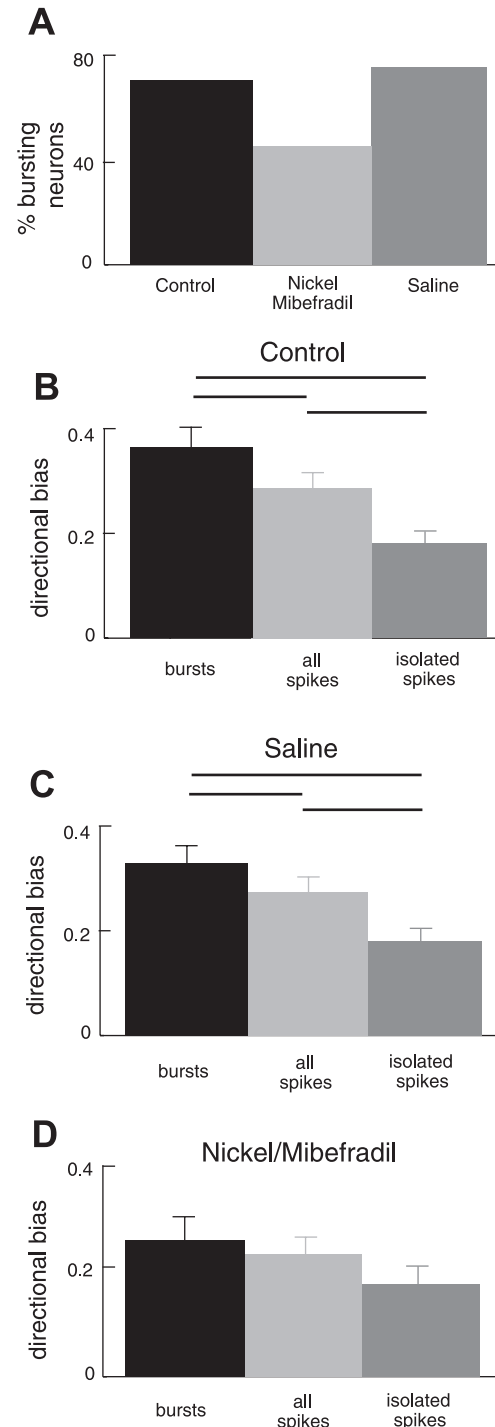 A
80
40
0
% bursting
neurons
Control
Nickel
Mibefradil
Saline
Control
B
0.4
0.2
0
directional bias
bursts
all
spikes
isolated
spikes
Saline
C
0.4
0.2
0
directional bias
bursts
all
spikes
isolated
spikes
D
Nickel/Mibefradil
0.4
0.2
0
directional bias
bursts
all
spikes
isolated
spikes